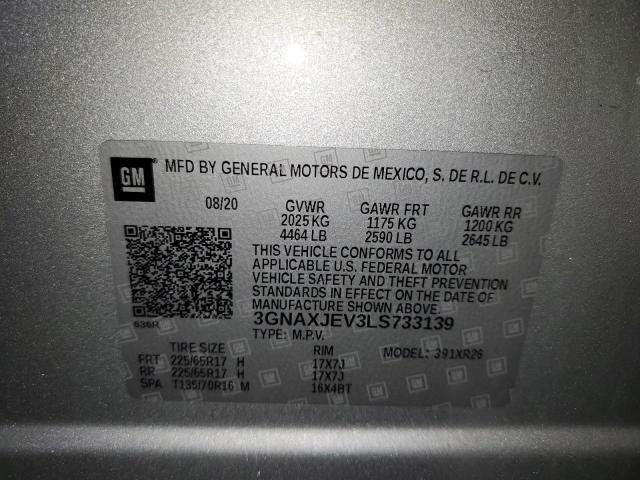 GM ® MFD BY GENERAL MOTORS DE MEXICO, S. DE R.L. DE C.V.
08/20 GVWR GAWR FRT GAWR RR
2025 KG 1175 KG 1200 KG
4464 LB 2590 LB 2645 LB
THIS VEHICLE CONFORMS TO ALL
APPLICABLE U.S. FEDERAL MOTOR
VEHICLE SAFETY AND THEFT PREVENTION
STANDARDS IN EFFECT ON THE DATE OF
MANUFACTURE SHOWN ABOVE.
636R 3GNAXJEV3LS733139
TYPE: M.P.V.
TIRE SIZE RIM MODEL: 391XR26
FRT 225/65R17 H 17X7J
RR 225/65R17 H 17X7J
SPA T135/70R16 M 16X4BT